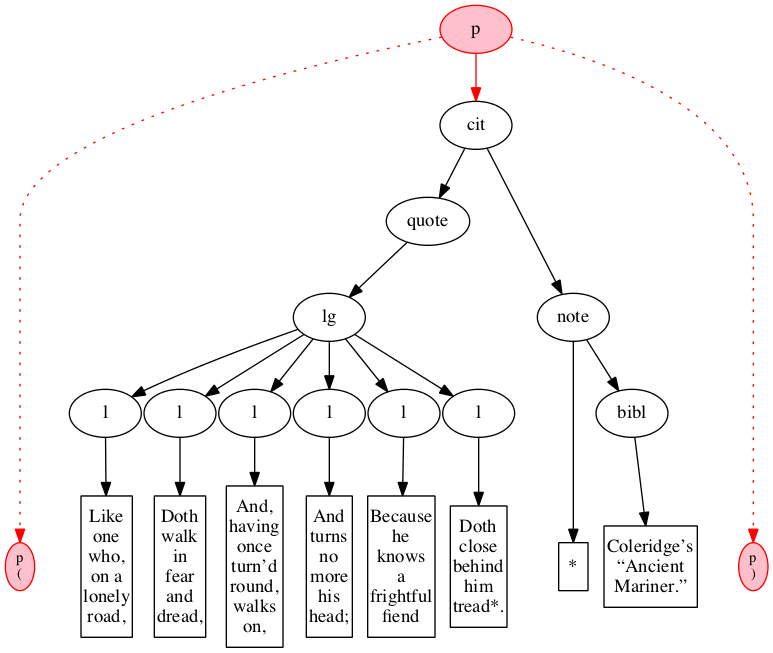 p
cit
quote
lg
note
l
l
l
l
l
l
bibl
Like
one
who,
on a
lonely
road,
Doth
walk
in
fear
and
dread,
And,
having
once
turn’d
round,
walks
on,
And
turns
no
more
his
head;
Because
he
knows
a
frightful
fiend
Doth
close
behind
him
tread*.
*
Coleridge’s
“Ancient
Mariner.”
p
(
p
)